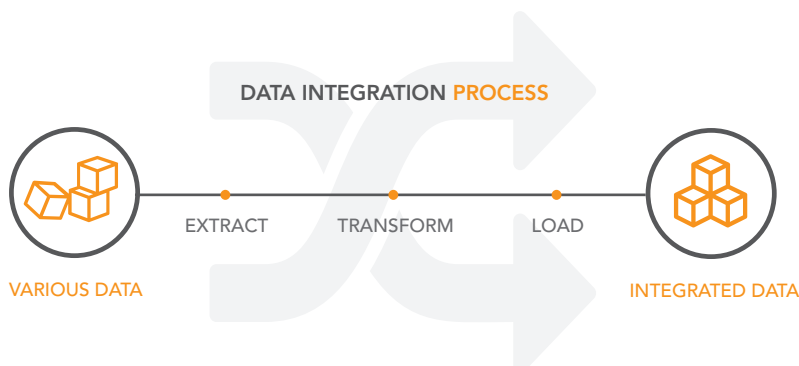 DATA INTEGRATION PROCESS
EXTRACT
TRANSFORM
LOAD
VARIOUS DATA
INTEGRATED DATA